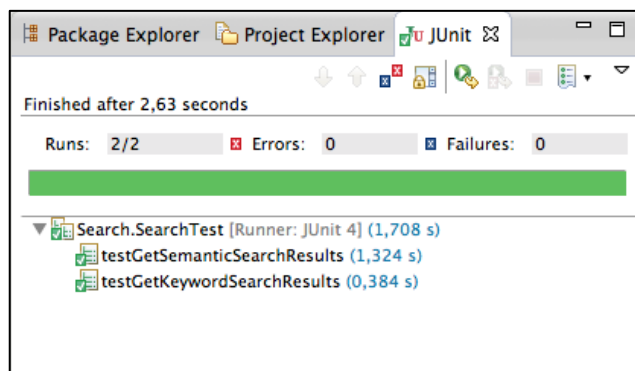 Package Explorer Project Explorer JUnit
Finished after 2,63 seconds
Runs: 2/2 Errors: 0 Failures: 0
Search.SearchTest [Runner: JUnit 4] (1,708 s)
testGetSemanticSearchResults (1,324 s)
testGetKeywordSearchResults (0,384 s)